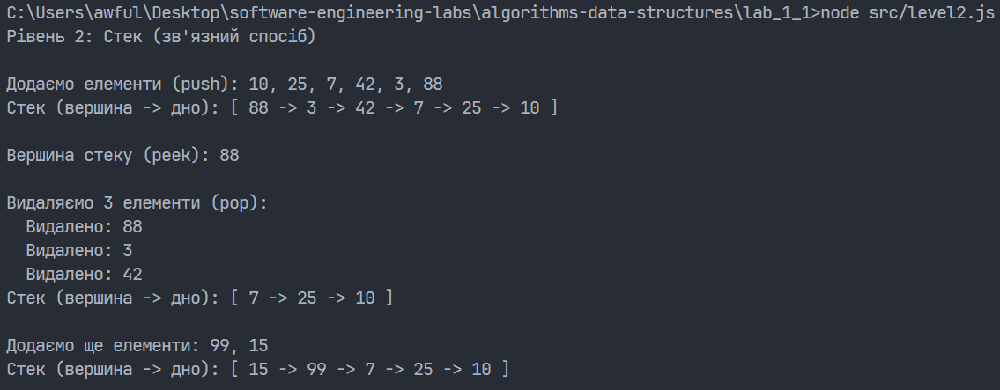 C:\Users\awful\Desktop\software-engineering-labs\algorithms-data-structures\lab_1_1>node src/level2.js
Рівень 2: Стек (зв'язний спосіб)
Додаємо елементи (push): 10, 25, 7, 42, 3, 88
Стек (вершина -> дно): [ 88 -> 3 -> 42 -> 7 -> 25 -> 10 ]
Вершина стеку (peek): 88
Видаляємо 3 елементи (pop):
  Видалено: 88
  Видалено: 3
  Видалено: 42
Стек (вершина -> дно): [ 7 -> 25 -> 10 ]
Додаємо ще елементи: 99, 15
Стек (вершина -> дно): [ 15 -> 99 -> 7 -> 25 -> 10 ]